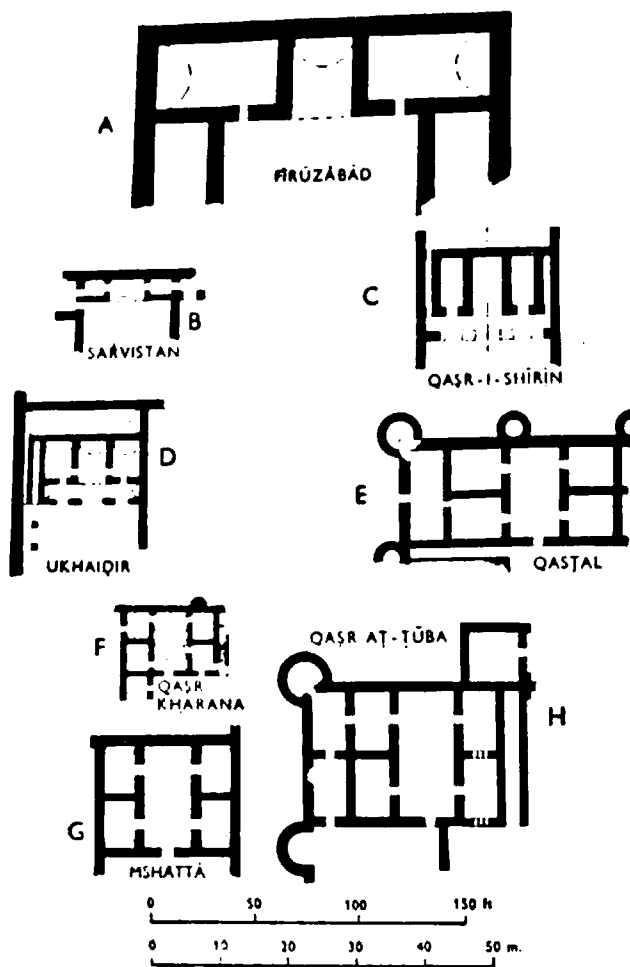 A
FĪRŪZĀBĀD
B
SARVISTAN
C
QAṢR-I-SHĪRĪN
D
UKHAIḌIR
E
QASṬAL
F
QAṢR
KHARANA
QAṢR AṬ-ṬŪBA
H
G
MSHATTĀ
0 50 100 150 ft
0 10 20 30 40 50 m.